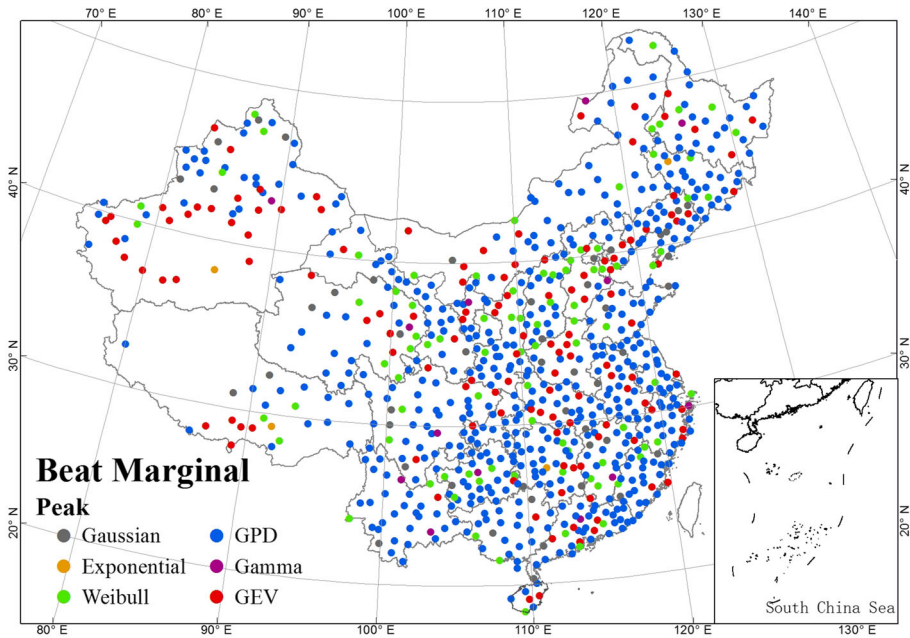 70° E 80° E 90° E 100° E 110° E 120° E 130° E 140° E
40° N 40° N
30° N 30° N
20° N 20° N
Beat Marginal
Peak
Gaussian GPD
Exponential Gamma
Weibull GEV
South China Sea
80° E 90° E 100° E 110° E 120° E 130° E